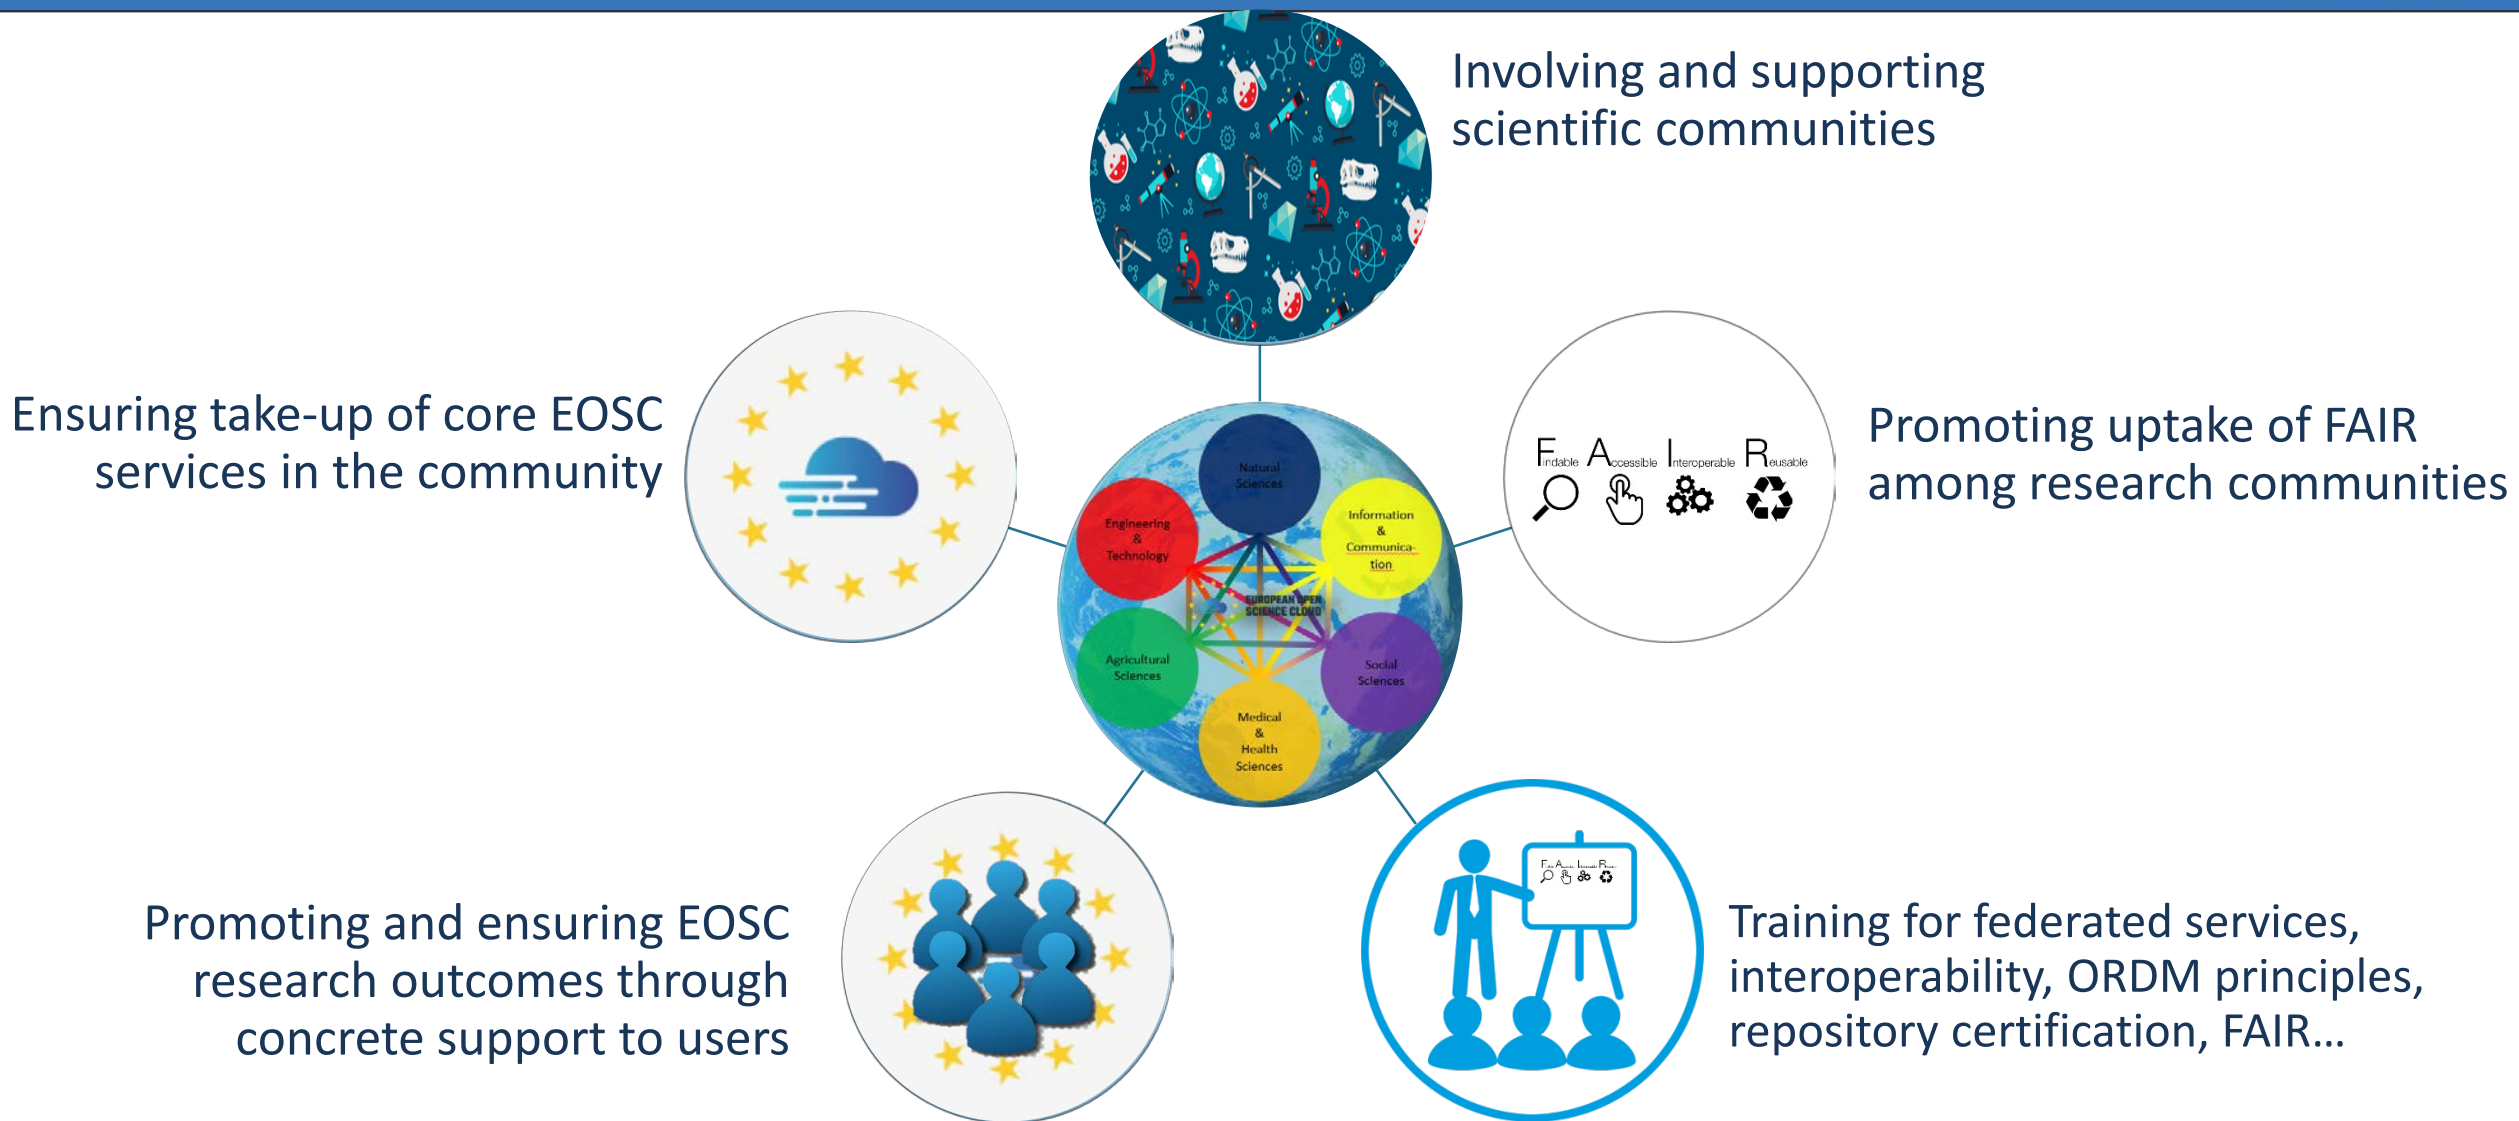 Involving and supporting
scientific communities
Ensuring take-up of core EOSC
services in the community
Findable Accessible Interoperable Reusable
Promoting uptake of FAIR
among research communities
Natural
Sciences
Engineering
&
Technology
Information
&
Communica-
tion
EUROPEAN OPEN
SCIENCE CLOUD
Agricultural
Sciences
Social
Sciences
Medical
&
Health
Sciences
Promoting and ensuring EOSC
research outcomes through
concrete support to users
Training for federated services,
interoperability, ORDM principles,
repository certification, FAIR...